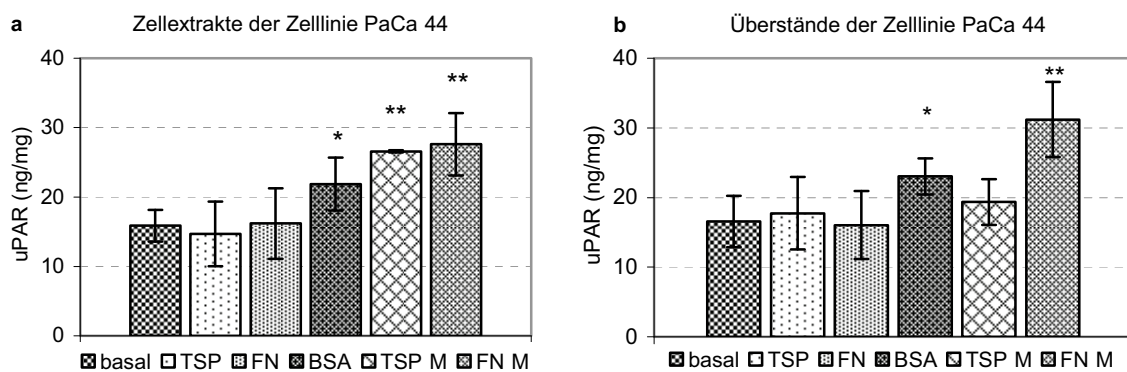 a Zellextrakte der Zelllinie PaCa 44
40
30
20
10
0
uPAR (ng/mg)
* ** **
basal TSP FN BSA TSP M FN M
b Überstände der Zelllinie PaCa 44
40
30
20
10
0
uPAR (ng/mg)
* **
basal TSP FN BSA TSP M FN M